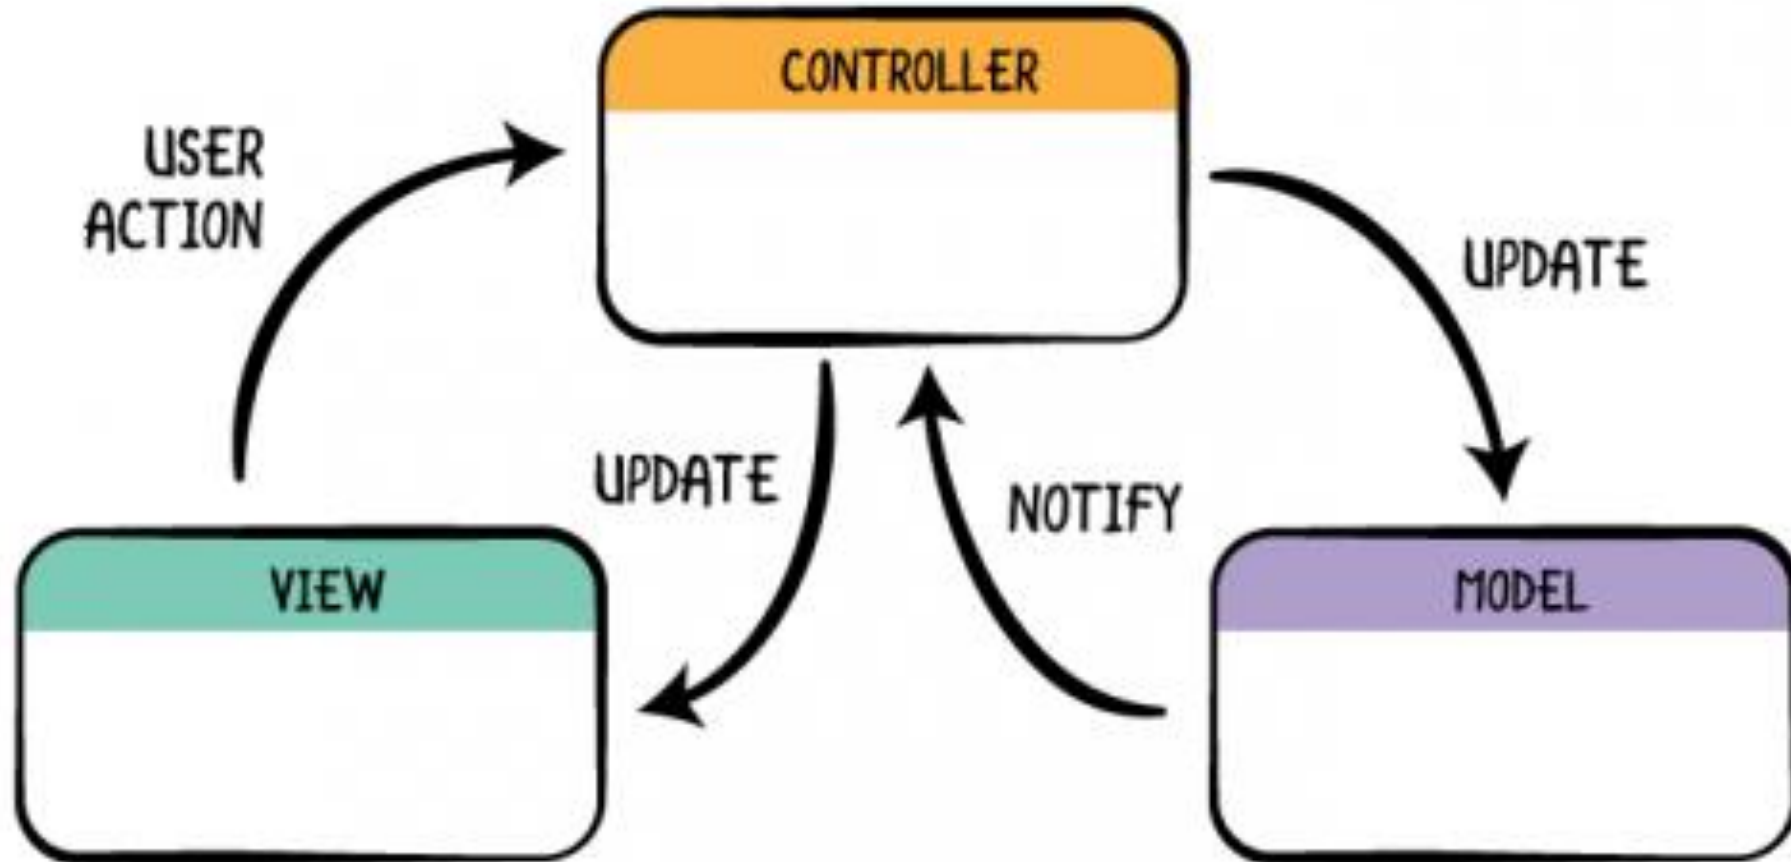 CONTROLLER
USER
ACTION
UPDATE
UPDATE
NOTIFY
VIEW
MODEL